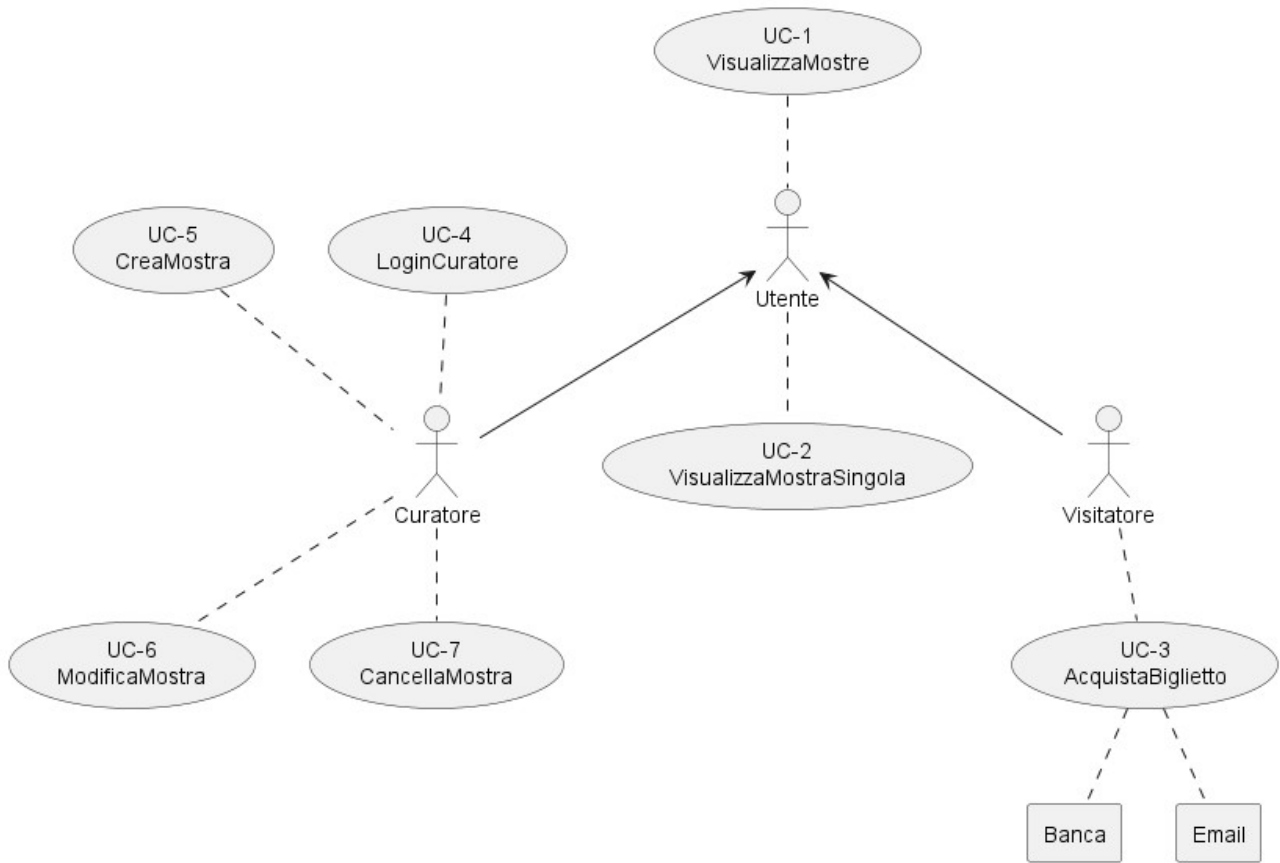 UC-1
VisualizzaMostre
UC-5
CreaMostra
UC-4
LoginCuratore
Utente
UC-2
VisualizzaMostraSingola
Curatore
Visitatore
UC-6
ModificaMostra
UC-7
CancellaMostra
UC-3
AcquistaBiglietto
Banca
Email